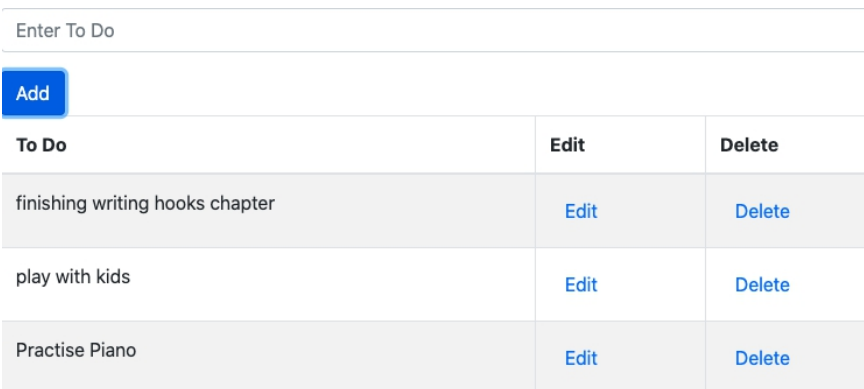 Enter To Do
Add
To Do Edit Delete
finishing writing hooks chapter Edit Delete
play with kids Edit Delete
Practise Piano Edit Delete